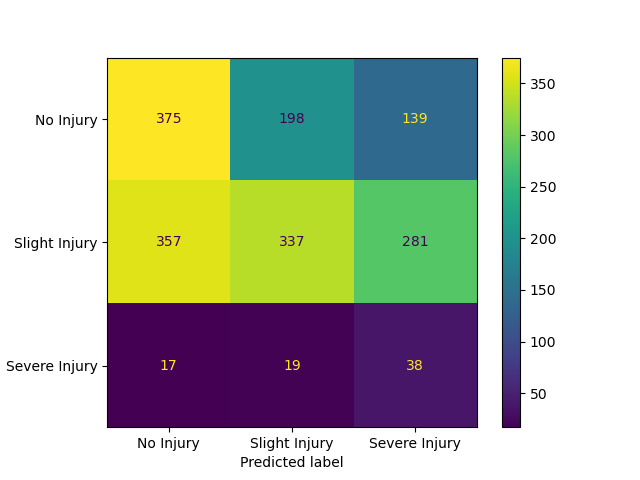 No Injury 375 198 139
Slight Injury 357 337 281
Severe Injury 17 19 38
No Injury Slight Injury Severe Injury
Predicted label
350
300
250
200
150
100
50